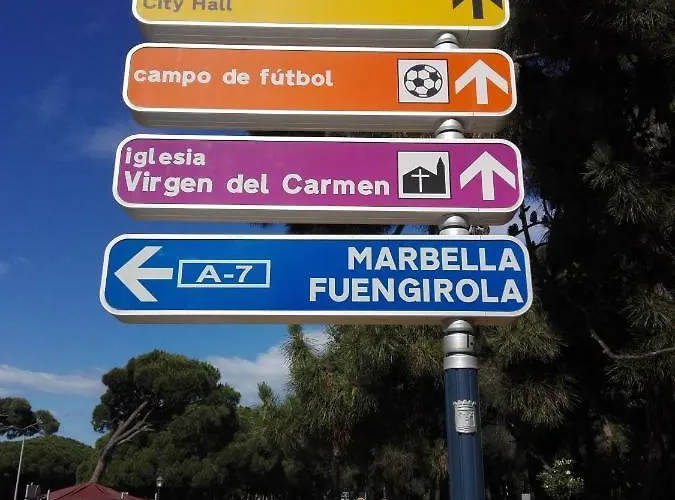 City Hall
campo de fútbol
iglesia
Virgen del Carmen
A-7
MARBELLA
FUENGIROLA